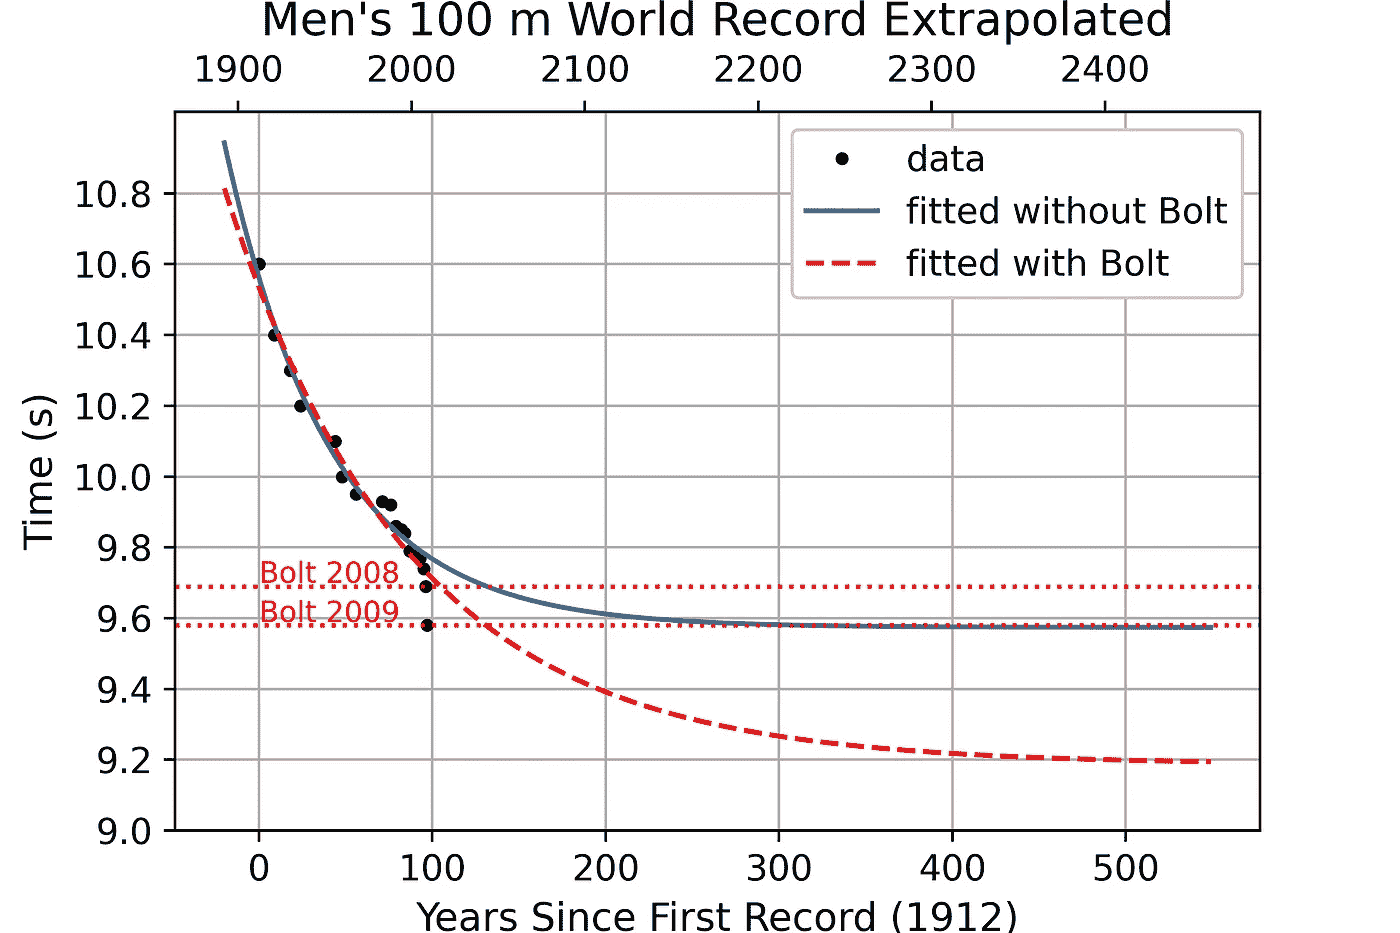 Men's 100 m World Record Extrapolated
1900 2000 2100 2200 2300 2400
data
fitted without Bolt
fitted with Bolt
10.8
10.6
10.4
10.2
10.0
9.8
9.6
9.4
9.2
9.0
Time (s)
Bolt 2008
Bolt 2009
0 100 200 300 400 500
Years Since First Record (1912)